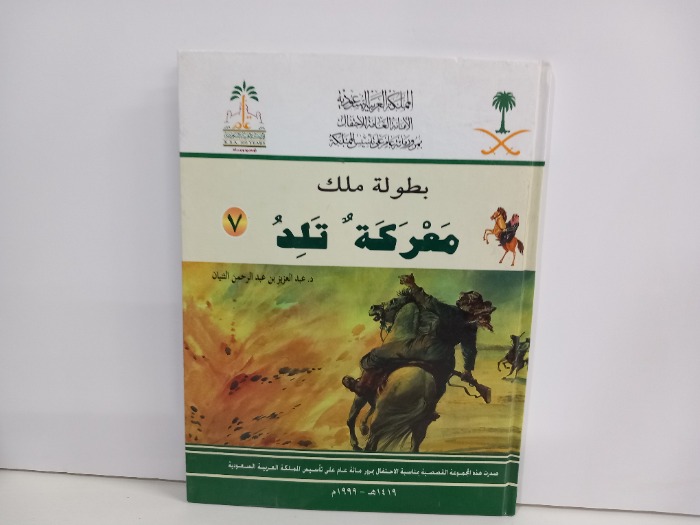 المملكة العربية السعودية
الأمانة العامة للاحتفال
بمرور مائة عام على تأسيس المملكة
بطولة ملك
مَعْرَكَةٌ تَلِدُ
٧
د. عبد العزيز بن عبد الرحمن الثنيان
صدرت هذه المجموعة القصصية بمناسبة الاحتفال بمرور مائة عام على تأسيس المملكة العربية السعودية
١٤١٩هـ - ١٩٩٩م